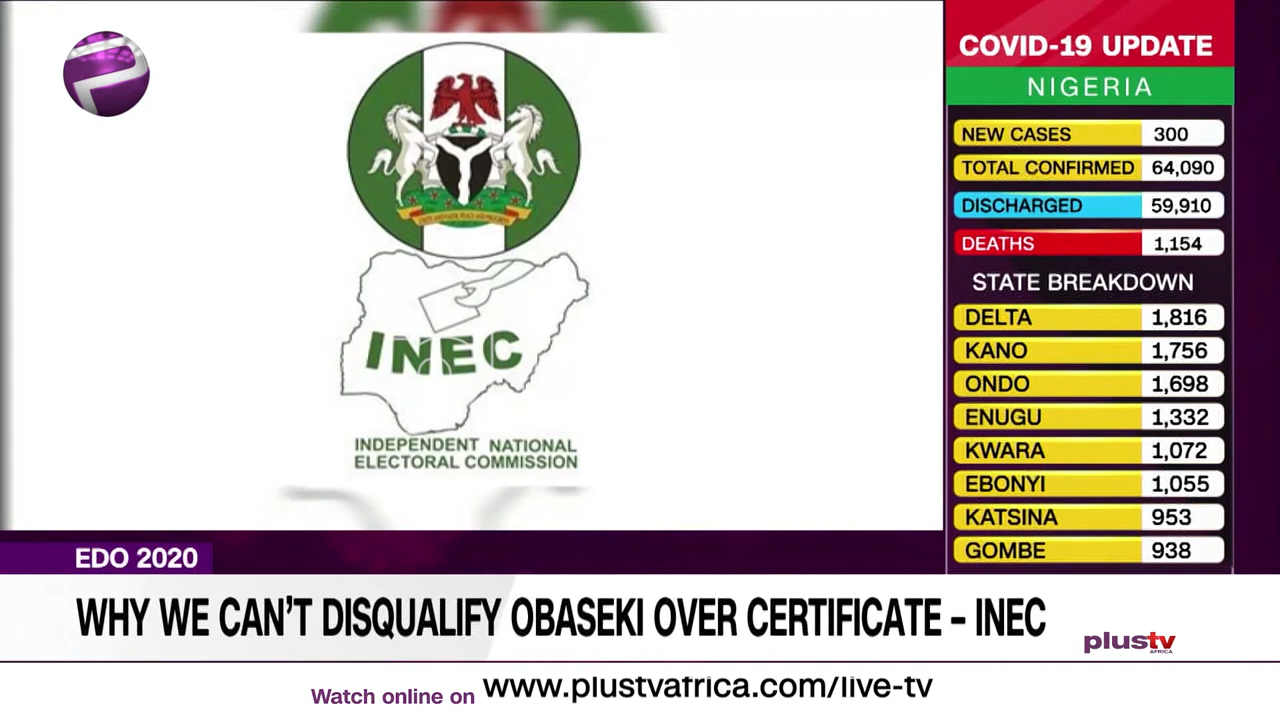 INEC
INDEPENDENT NATIONAL
ELECTORAL COMMISSION
COVID-19 UPDATE
NIGERIA
NEW CASES 300
TOTAL CONFIRMED 64,090
DISCHARGED 59,910
DEATHS 1,154
STATE BREAKDOWN
DELTA 1,816
KANO 1,756
ONDO 1,698
ENUGU 1,332
KWARA 1,072
EBONYI 1,055
KATSINA 953
GOMBE 938
EDO 2020
WHY WE CAN'T DISQUALIFY OBASEKI OVER CERTIFICATE – INEC
plustv
AFRICA
Watch online on www.plustvafrica.com/live-tv